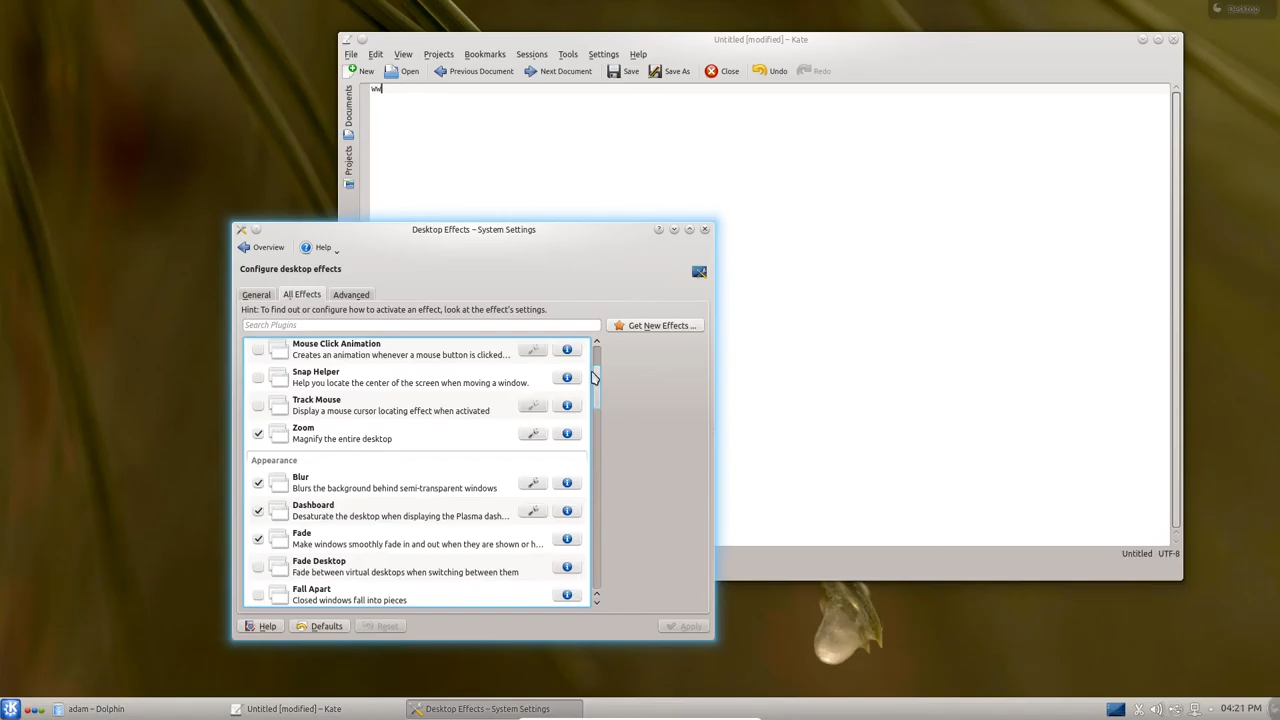 Desktop
Untitled [modified] – Kate
File Edit View Projects Bookmarks Sessions Tools Settings Help
New Open Previous Document Next Document Save Save As Close Undo Redo
Documents
Projects
ww
Desktop Effects – System Settings
Overview Help
Configure desktop effects
General All Effects Advanced
Hint: To find out or configure how to activate an effect, look at the effect's settings.
Search Plugins
Get New Effects ...
Mouse Click Animation
Creates an animation whenever a mouse button is clicked...
Snap Helper
Help you locate the center of the screen when moving a window.
Track Mouse
Display a mouse cursor locating effect when activated
Zoom
Magnify the entire desktop
Appearance
Blur
Blurs the background behind semi-transparent windows
Dashboard
Desaturate the desktop when displaying the Plasma dash...
Fade
Make windows smoothly fade in and out when they are shown or h...
Fade Desktop
Fade between virtual desktops when switching between them
Fall Apart
Closed windows fall into pieces
Help Defaults Reset Apply
Untitled UTF-8
adam – Dolphin
Untitled [modified] – Kate
Desktop Effects – System Settings
04:21 PM